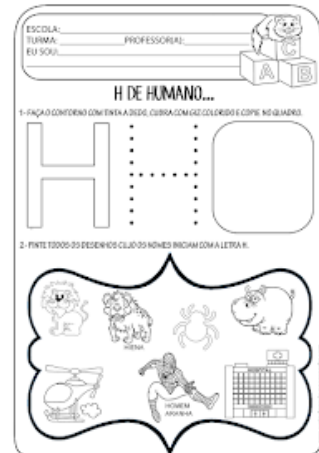 ESCOLA:
TURMA: PROFESSOR(A):
EU SOU:
C
A B
H DE HUMANO...
1- FAÇA O CONTORNO COM TINTA A DEDO, CUBRA COM GIZ COLORIDO E COPIE NO QUADRO.
H
2 - PINTE TODOS OS DESENHOS CUJO OS NOMES INICIAM COM A LETRA H.
HIENA
HOSPITAL
HOMEM
ARANHA